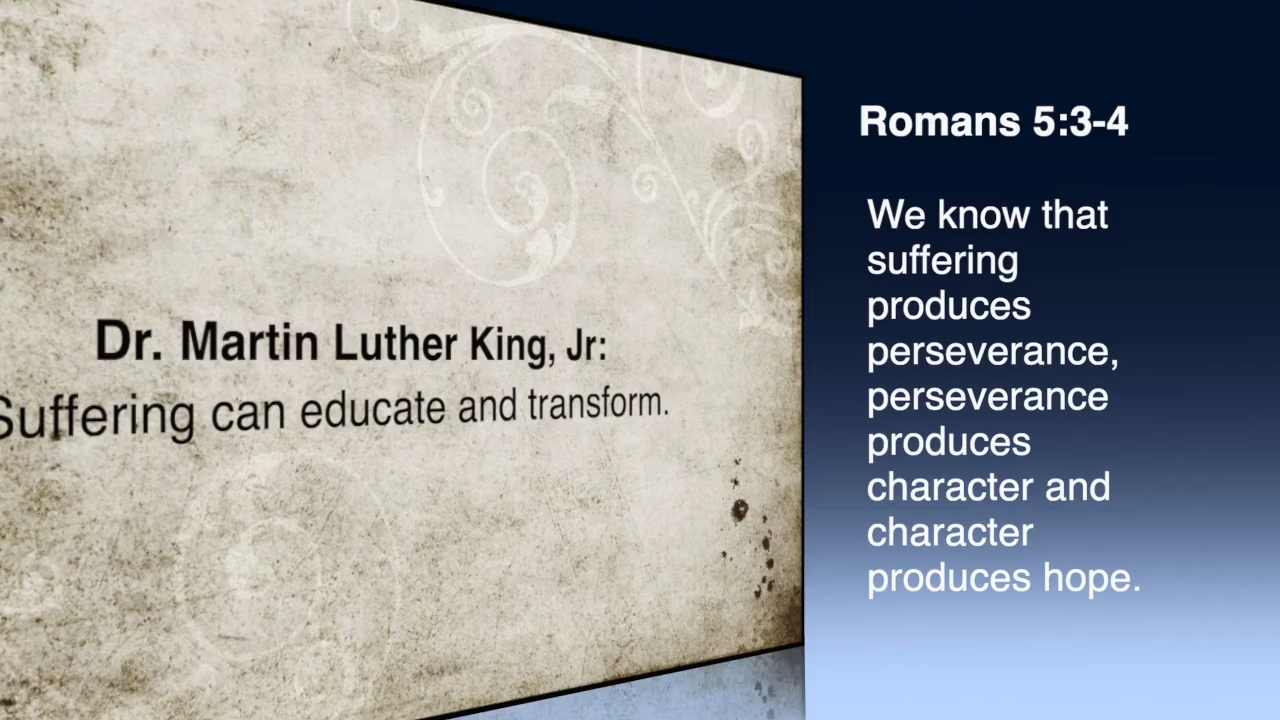 Dr. Martin Luther King, Jr:
Suffering can educate and transform.
Romans 5:3-4
We know that
suffering
produces
perseverance,
perseverance
produces
character and
character
produces hope.